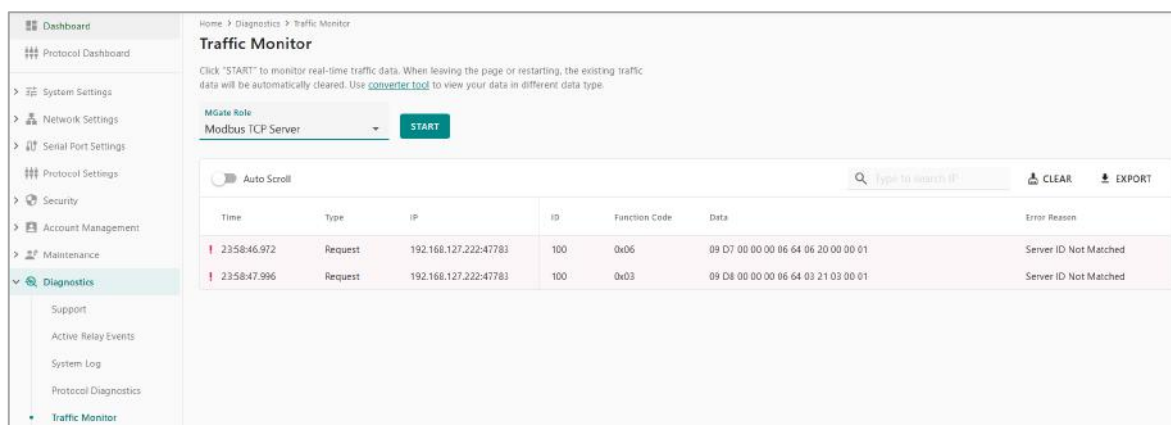 Dashboard
Protocol Dashboard
System Settings
Network Settings
Serial Port Settings
Protocol Settings
Security
Account Management
Maintenance
Diagnostics
Support
Active Relay Events
System Log
Protocol Diagnostics
Traffic Monitor
Home > Diagnostics > Traffic Monitor
Traffic Monitor
Click "START" to monitor real-time traffic data. When leaving the page or restarting, the existing traffic
data will be automatically cleared. Use converter tool to view your data in different data type.
MGate Role
Modbus TCP Server
START
Auto Scroll
Type to search IP
CLEAR
EXPORT
Time Type IP ID Function Code Data Error Reason
23:58:46.972 Request 192.168.127.222:47783 100 0x06 09 D7 00 00 00 06 64 06 20 00 00 01 Server ID Not Matched
23:58:47.996 Request 192.168.127.222:47783 100 0x03 09 D8 00 00 00 06 64 03 21 03 00 01 Server ID Not Matched